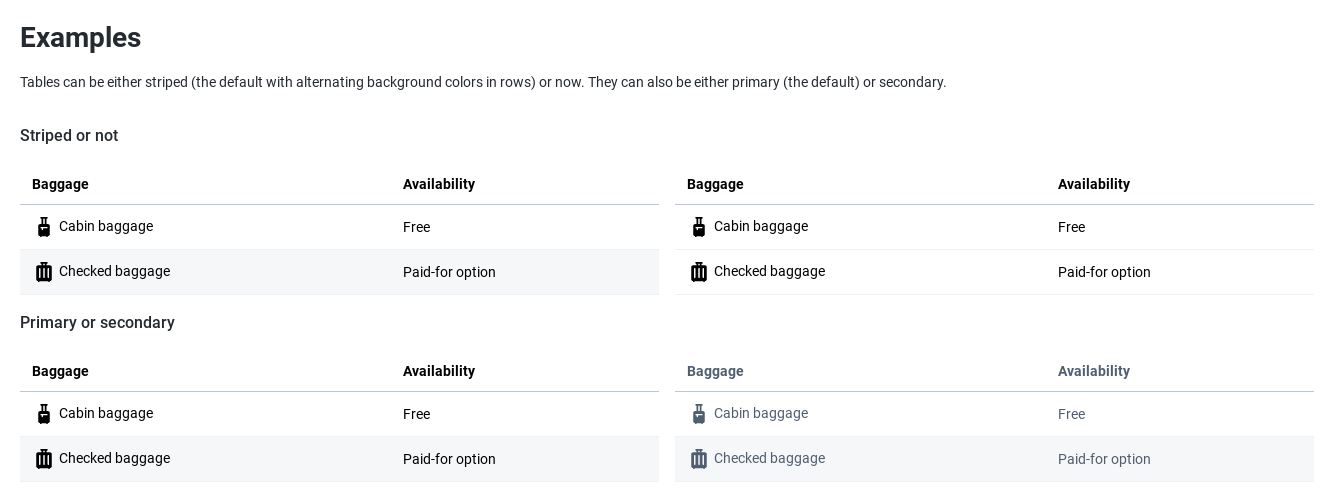 Examples
Tables can be either striped (the default with alternating background colors in rows) or now. They can also be either primary (the default) or secondary.
Striped or not
Baggage Availability Baggage Availability
Cabin baggage Free Cabin baggage Free
Checked baggage Paid-for option Checked baggage Paid-for option
Primary or secondary
Baggage Availability Baggage Availability
Cabin baggage Free Cabin baggage Free
Checked baggage Paid-for option Checked baggage Paid-for option